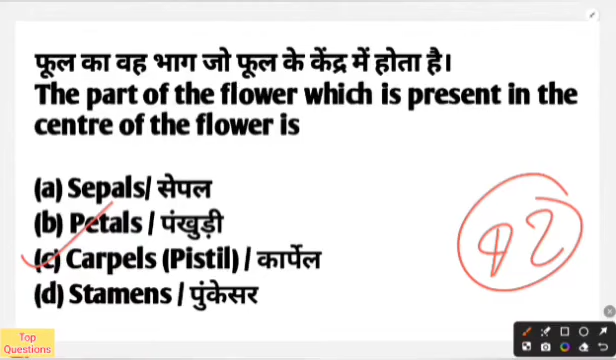 फूल का वह भाग जो फूल के केंद्र में होता है।
The part of the flower which is present in the
centre of the flower is
(a) Sepals/ सेपल
(b) Petals / पंखुड़ी
(c) Carpels (Pistil) / कार्पेल
(d) Stamens / पुंकेसर
Top
Questions